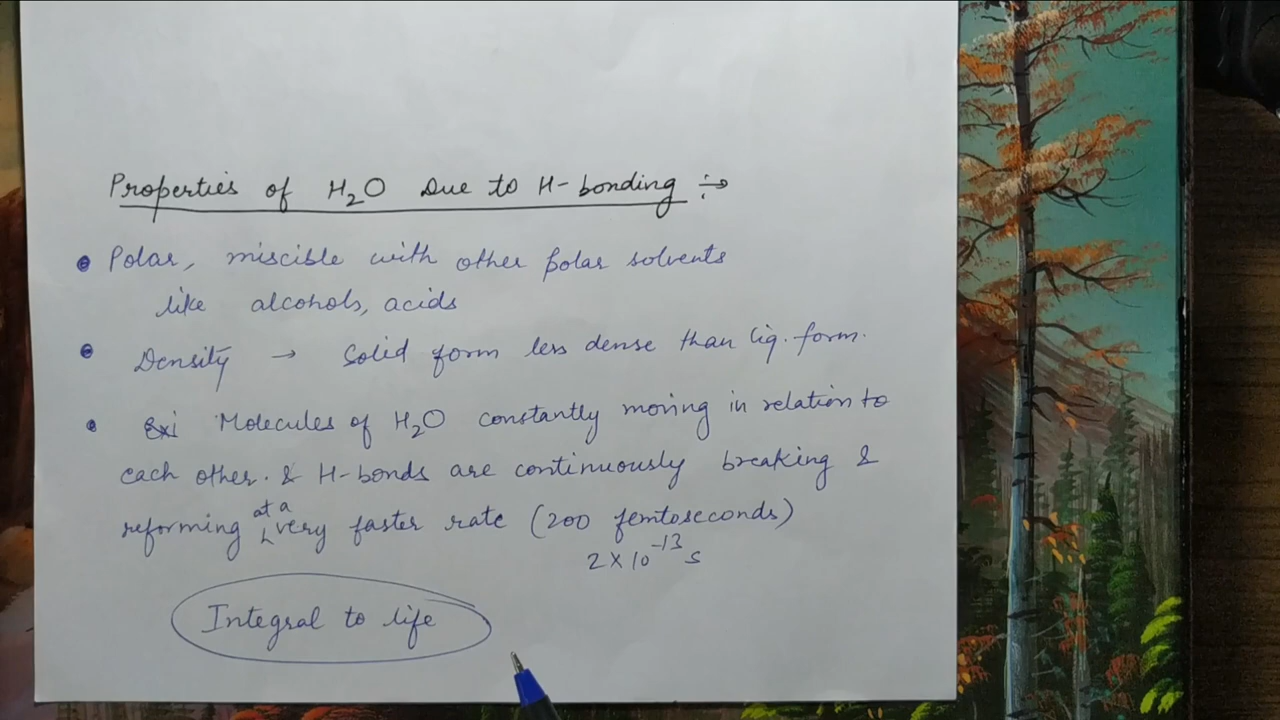 Properties of H₂O Due to H-bonding ÷→
• Polar, miscible with other polar solvents
like alcohols, acids
• Density → Solid form less dense than liq. form.
• Molecules of H₂O constantly moving in relation to
each other. & H-bonds are continuously breaking &
reforming at a very faster rate (200 femtoseconds)
2×10⁻¹³ s
Integral to life